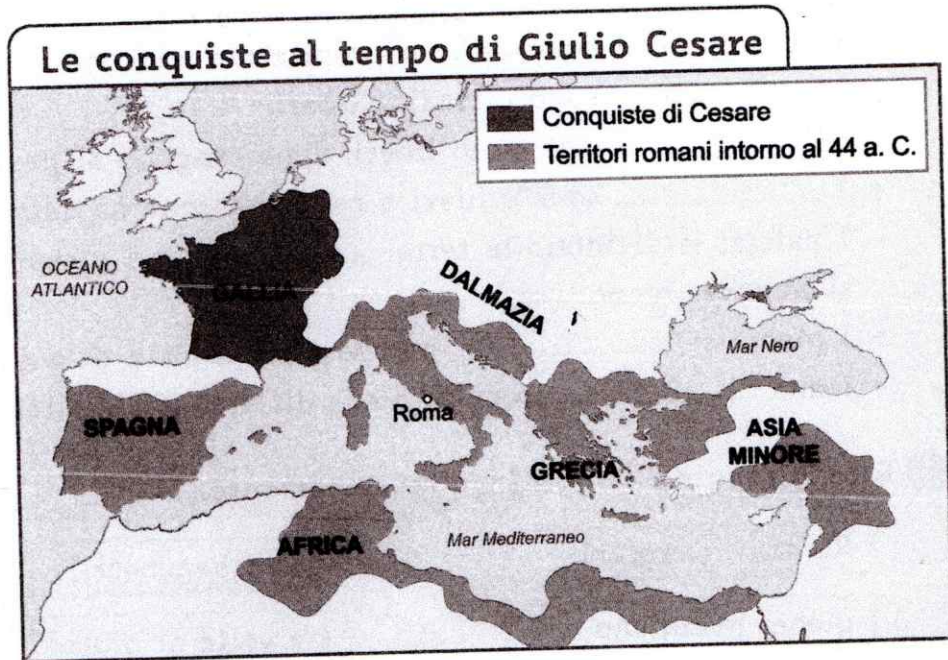 Le conquiste al tempo di Giulio Cesare
Conquiste di Cesare
Territori romani intorno al 44 a. C.
OCEANO
ATLANTICO
GALLIA
DALMAZIA
Mar Nero
SPAGNA
Roma
ASIA
MINORE
GRECIA
AFRICA
Mar Mediterraneo